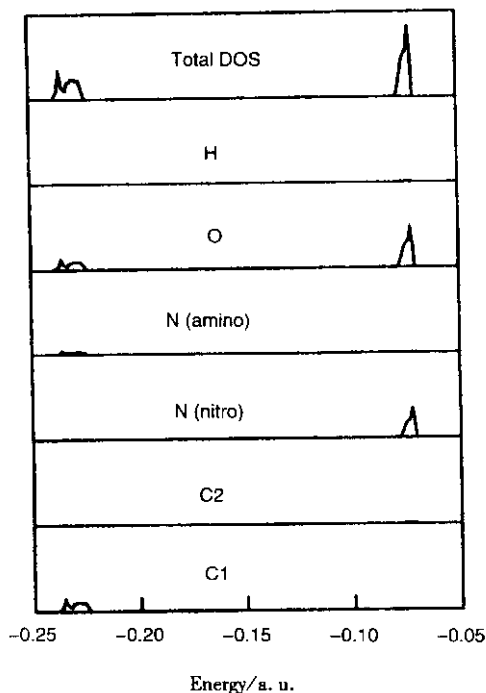 Total DOS
H
O
N (amino)
N (nitro)
C2
C1
−0.25 −0.20 −0.15 −0.10 −0.05
Energy/a. u.